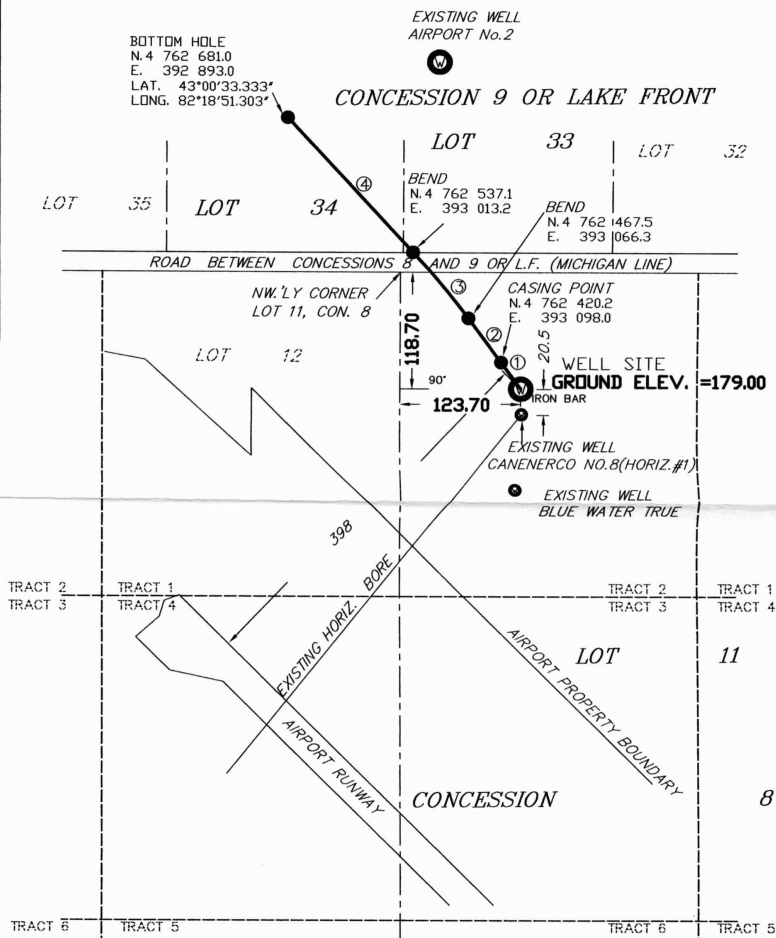 EXISTING WELL
AIRPORT No.2
BOTTOM HOLE
N. 4 762 681.0
E. 392 893.0
LAT. 43°00'33.333"
LONG. 82°18'51.303"
CONCESSION 9 OR LAKE FRONT
LOT 33
LOT 32
④
BEND
N. 4 762 537.1
E. 393 013.2
LOT 35
LOT 34
BEND
N. 4 762 467.5
E. 393 066.3
ROAD BETWEEN CONCESSIONS 8 AND 9 OR L.F. (MICHIGAN LINE)
NW.'LY CORNER
LOT 11, CON. 8
③
CASING POINT
N. 4 762 420.2
E. 393 098.0
118.70
②
LOT 12
①
20.5
WELL SITE
GROUND ELEV. =179.00
90°
123.70
W
IRON BAR
EXISTING WELL
CANENERCO NO.8(HORIZ.#1)
EXISTING WELL
BLUE WATER TRUE
398
EXISTING HORIZ. BORE
TRACT 2
TRACT 1
TRACT 2
TRACT 1
TRACT 3
TRACT 4
TRACT 3
TRACT 4
LOT 11
AIRPORT PROPERTY BOUNDARY
AIRPORT RUNWAY
CONCESSION 8
TRACT 6
TRACT 5
TRACT 6
TRACT 5